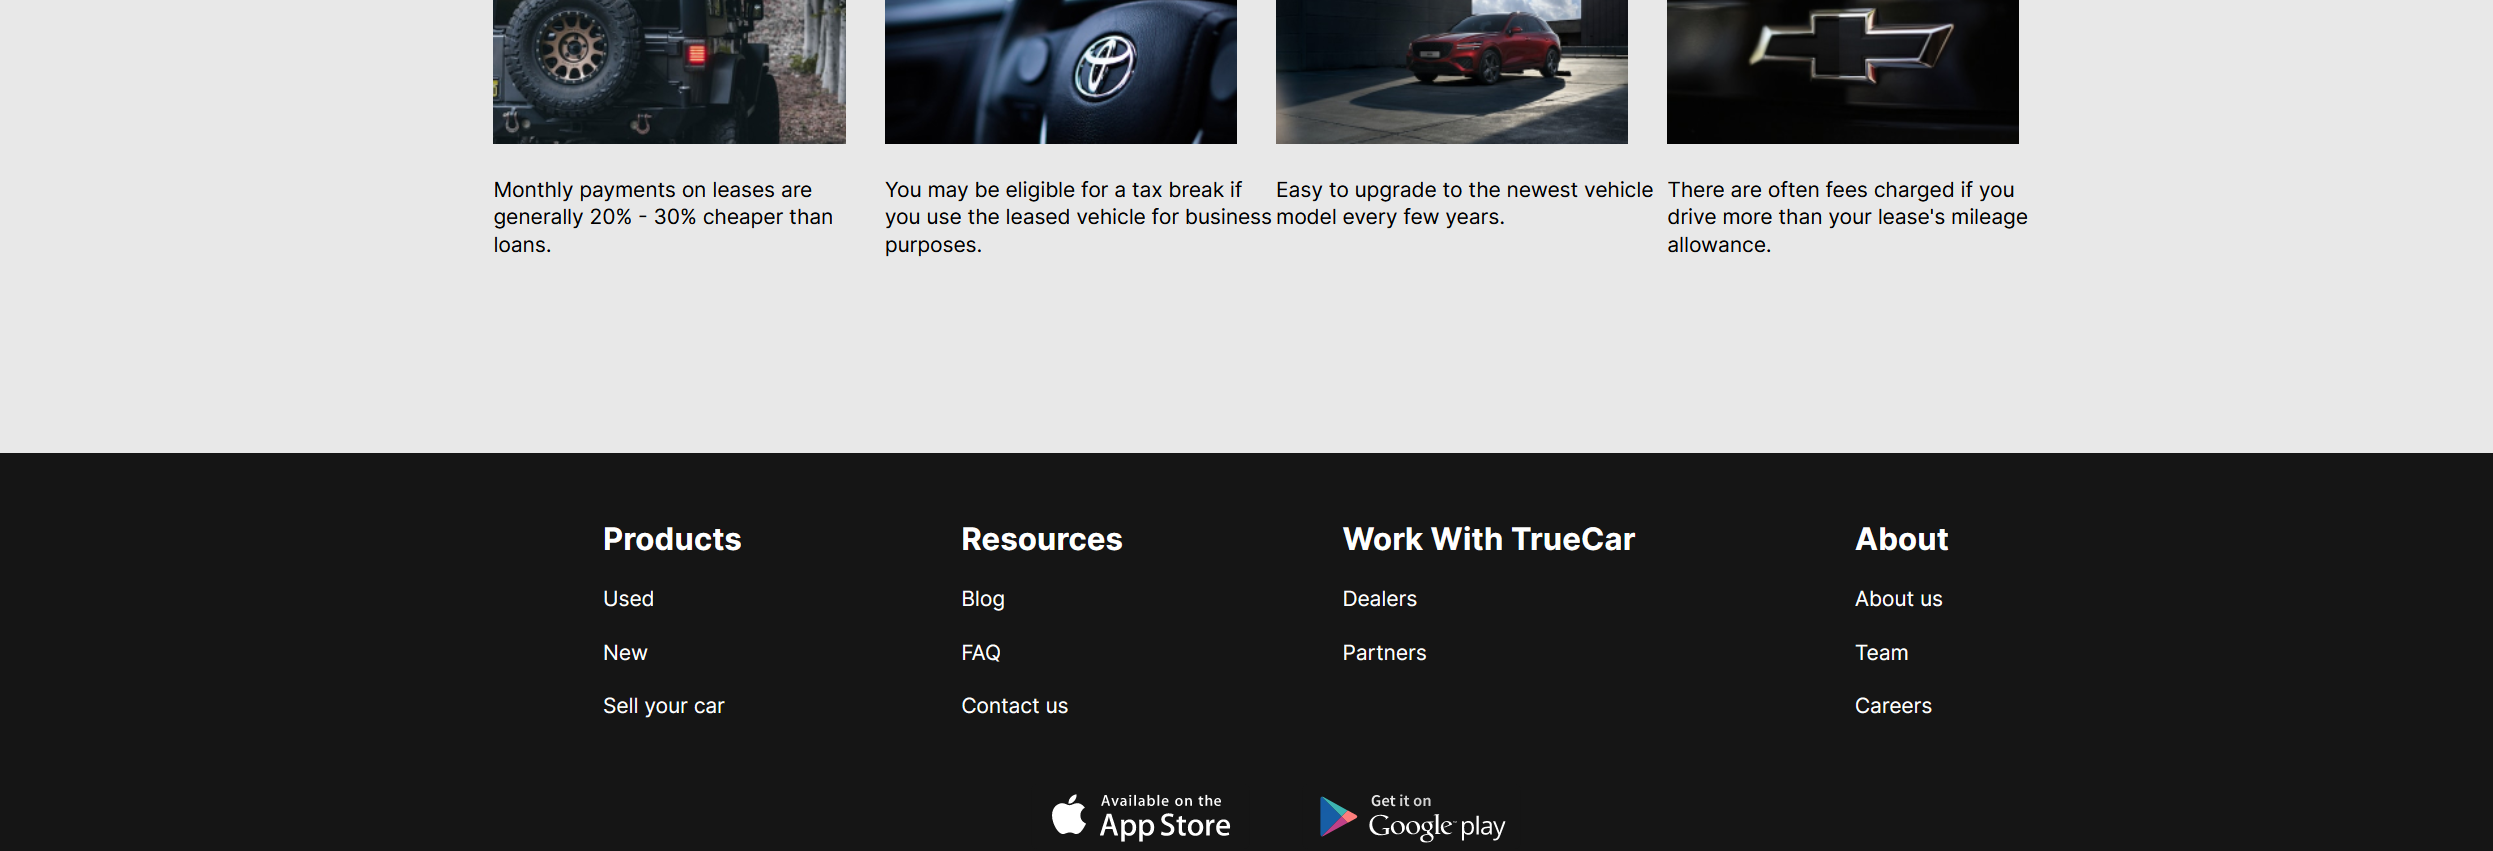 Monthly payments on leases are
generally 20% - 30% cheaper than
loans.
You may be eligible for a tax break if
you use the leased vehicle for business
purposes.
Easy to upgrade to the newest vehicle
model every few years.
There are often fees charged if you
drive more than your lease's mileage
allowance.
Products
Used
New
Sell your car
Resources
Blog
FAQ
Contact us
Work With TrueCar
Dealers
Partners
About
About us
Team
Careers
Available on the
App Store
Get it on
Google play